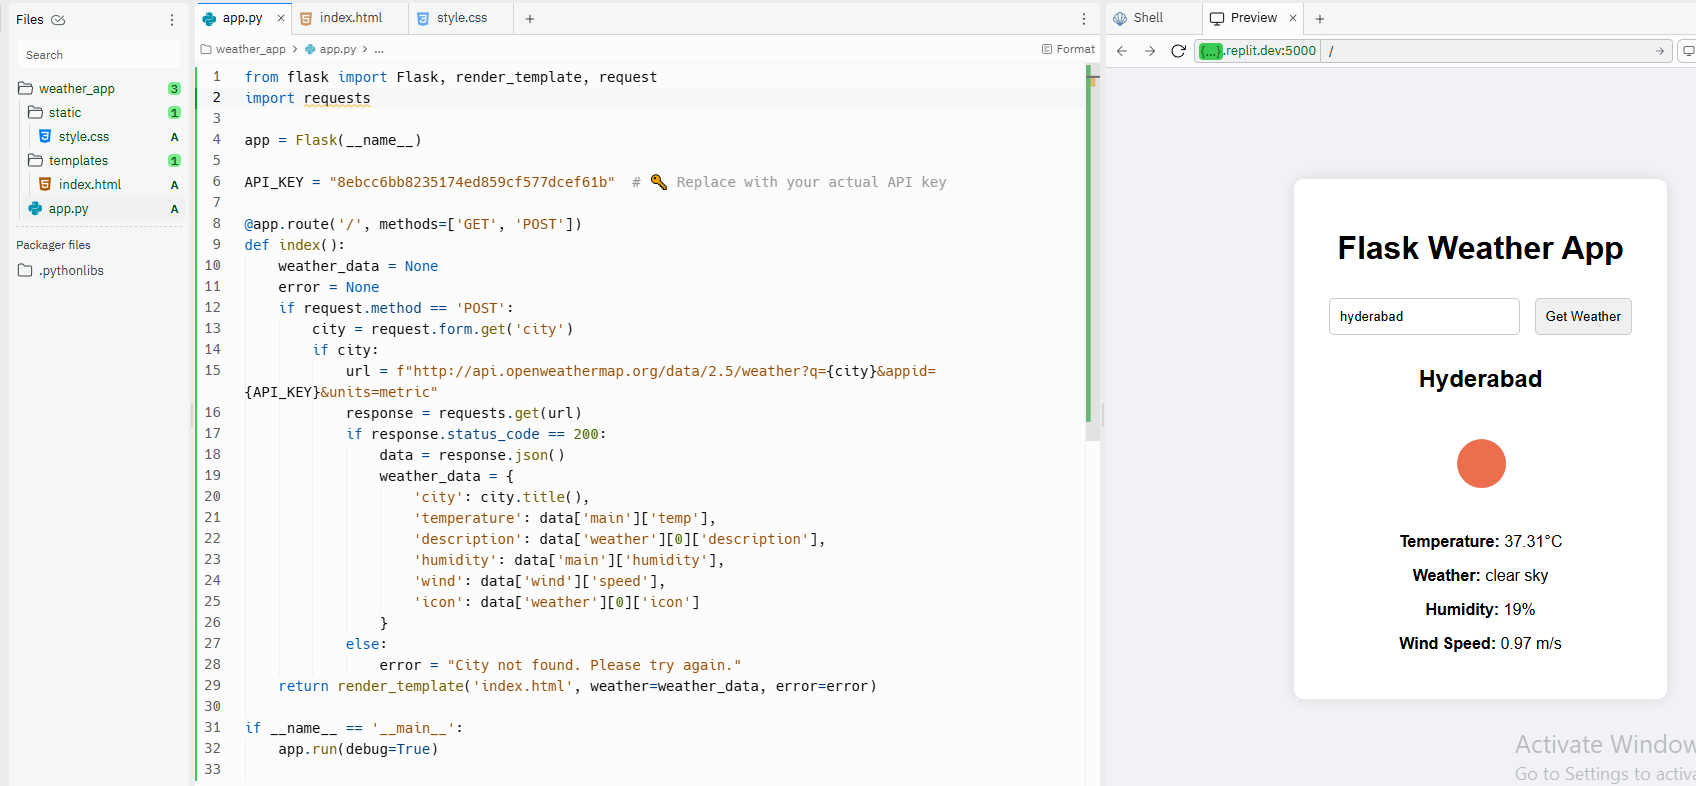 Files
Search
weather_app 3
static 1
style.css A
templates 1
index.html A
app.py A
Packager files
.pythonlibs
app.py × index.html style.css +
weather_app > app.py > ...
Format
1 from flask import Flask, render_template, request
2 import requests
3
4 app = Flask(__name__)
5
6 API_KEY = "8ebcc6bb8235174ed859cf577dcef61b" # 🔑 Replace with your actual API key
7
8 @app.route('/', methods=['GET', 'POST'])
9 def index():
10 weather_data = None
11 error = None
12 if request.method == 'POST':
13 city = request.form.get('city')
14 if city:
15 url = f"http://api.openweathermap.org/data/2.5/weather?q={city}&appid=
{API_KEY}&units=metric"
16 response = requests.get(url)
17 if response.status_code == 200:
18 data = response.json()
19 weather_data = {
20 'city': city.title(),
21 'temperature': data['main']['temp'],
22 'description': data['weather'][0]['description'],
23 'humidity': data['main']['humidity'],
24 'wind': data['wind']['speed'],
25 'icon': data['weather'][0]['icon']
26 }
27 else:
28 error = "City not found. Please try again."
29 return render_template('index.html', weather=weather_data, error=error)
30
31 if __name__ == '__main__':
32 app.run(debug=True)
33
Shell Preview × +
{...}.replit.dev:5000 /
Flask Weather App
hyderabad Get Weather
Hyderabad
Temperature: 37.31°C
Weather: clear sky
Humidity: 19%
Wind Speed: 0.97 m/s
Activate Window
Go to Settings to activa